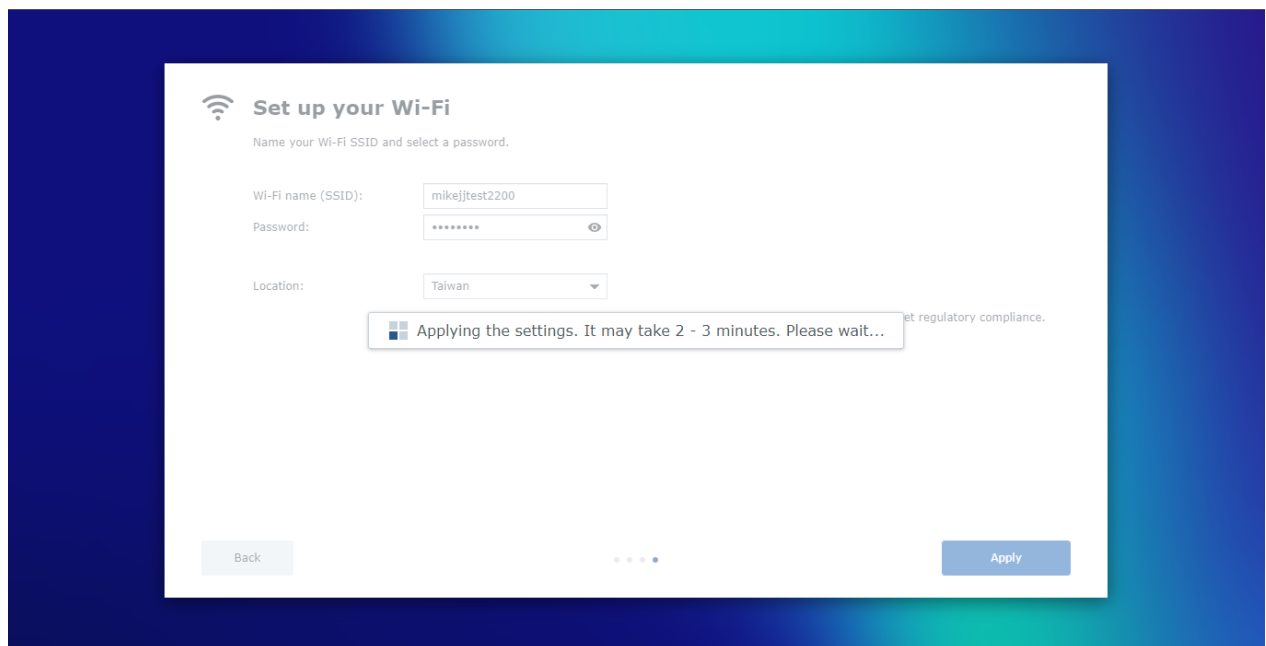 Set up your Wi-Fi
Name your Wi-Fi SSID and select a password.
Wi-Fi name (SSID):
mikejjtest2200
Password:
••••••••
Location:
Taiwan
regulatory compliance.
Applying the settings. It may take 2 - 3 minutes. Please wait...
Back
Apply